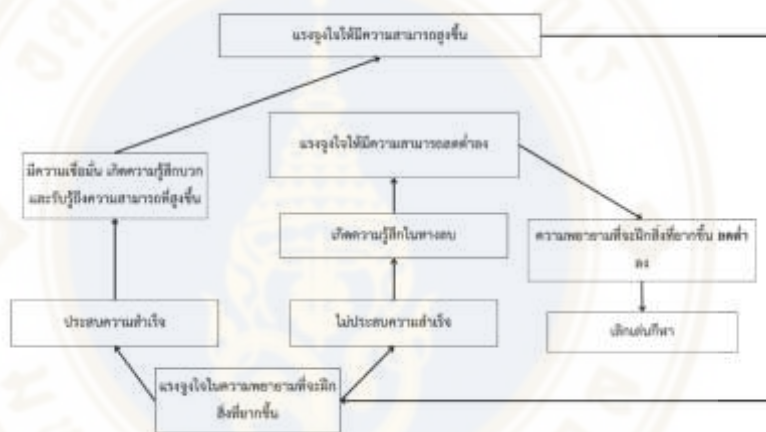 แรงจูงใจให้มีความสามารถสูงขึ้น
แรงจูงใจให้มีความสามารถลดต่ำลง
มีความเชื่อมั่น เกิดความรู้สึกบวก
และรับรู้ถึงความสามารถที่สูงขึ้น
เกิดความรู้สึกในทางลบ
ความพยายามที่จะฝึกสิ่งที่ยากขึ้น ลดต่ำ
ลง
ประสบความสำเร็จ
ไม่ประสบความสำเร็จ
เลิกเล่นกีฬา
แรงจูงใจในความพยายามที่จะฝึก
สิ่งที่ยากขึ้น